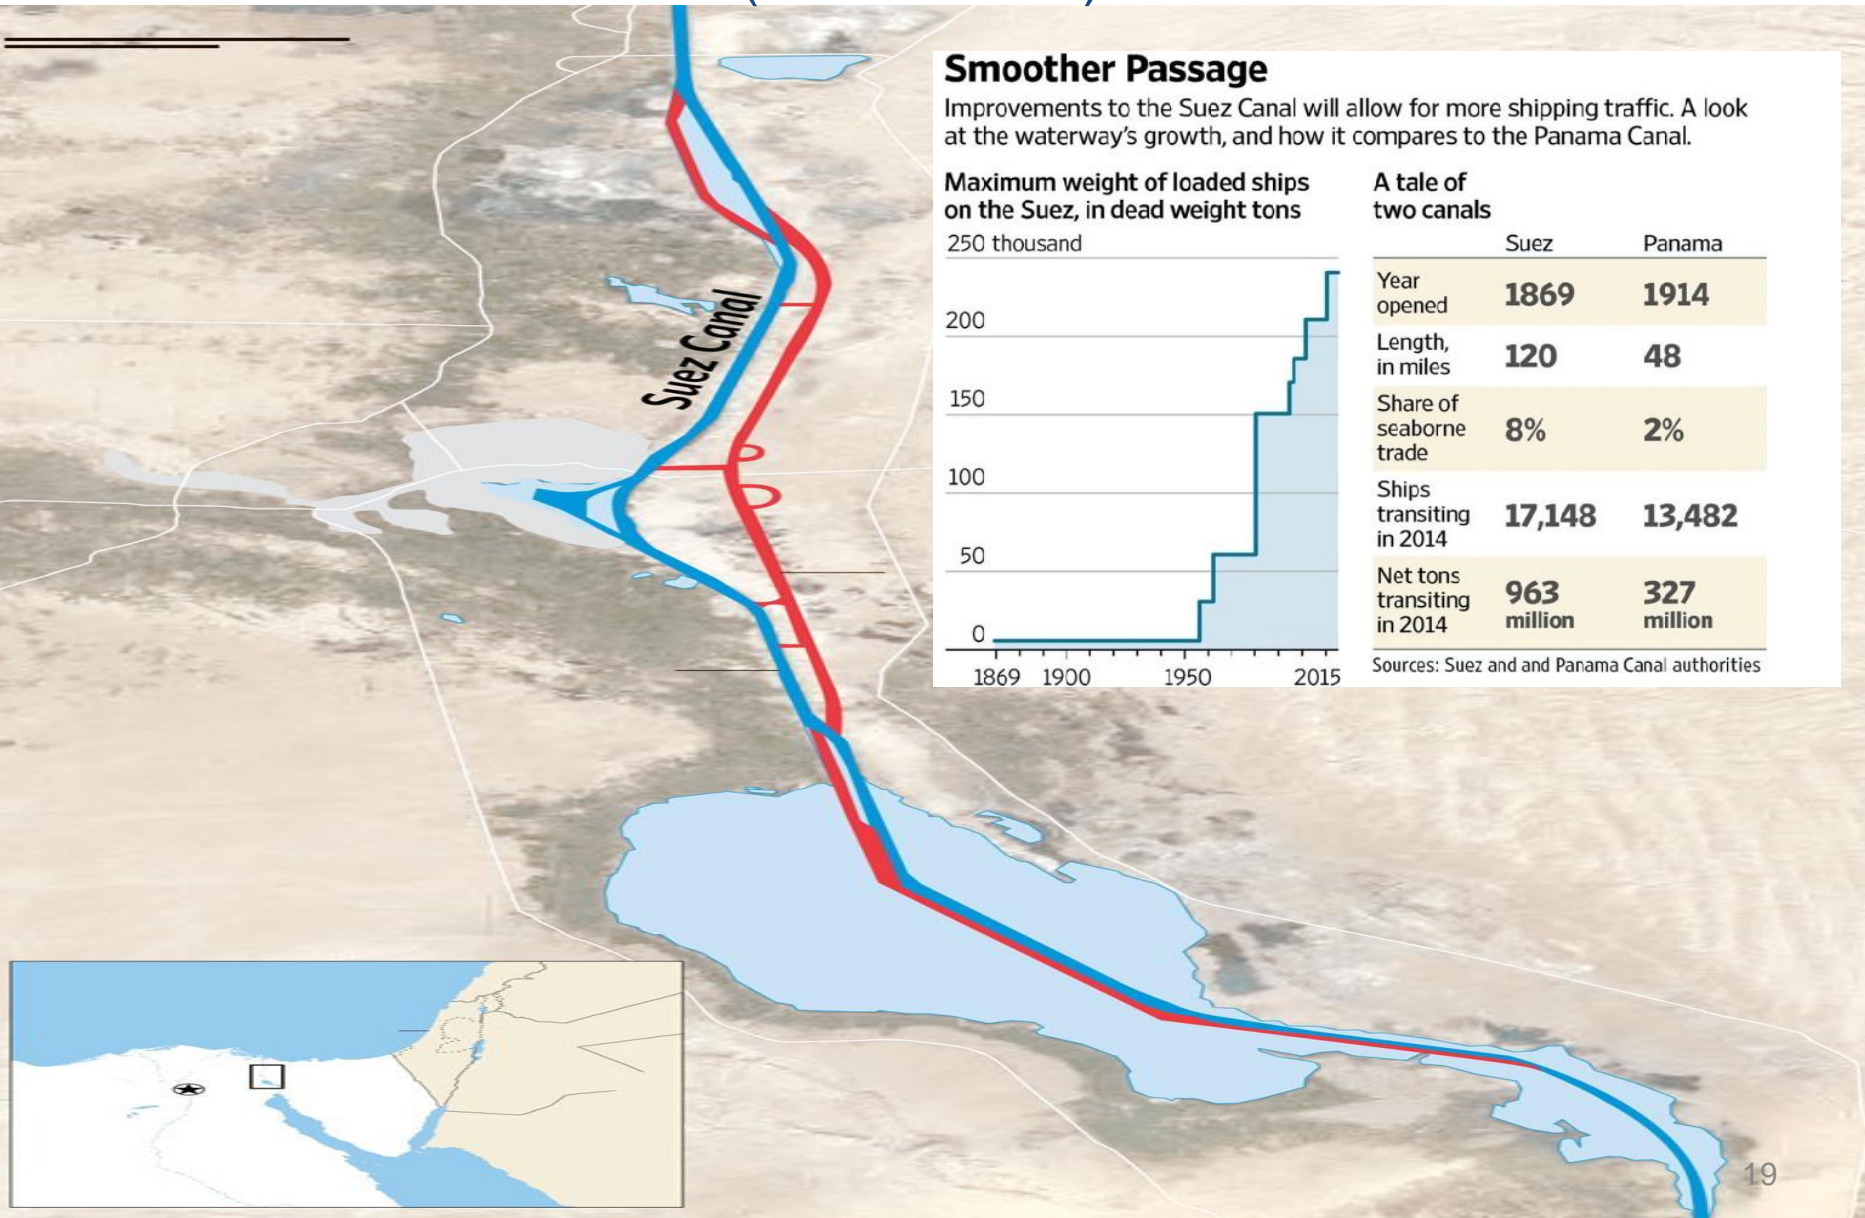 Suez Canal
Smoother Passage
Improvements to the Suez Canal will allow for more shipping traffic. A look
at the waterway's growth, and how it compares to the Panama Canal.
Maximum weight of loaded ships
on the Suez, in dead weight tons
250 thousand
200
150
100
50
0
1869 1900 1950 2015
A tale of
two canals
Suez Panama
Year
opened 1869 1914
Length,
in miles 120 48
Share of
seaborne
trade 8% 2%
Ships
transiting
in 2014 17,148 13,482
Net tons
transiting
in 2014 963 million 327 million
Sources: Suez and and Panama Canal authorities
19